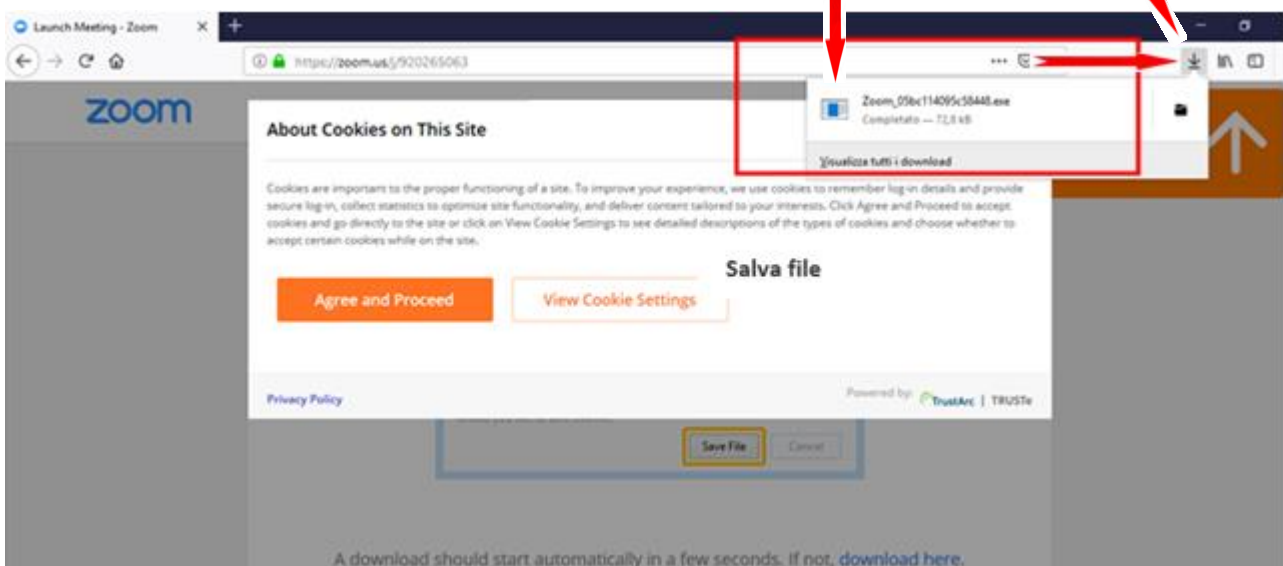 Launch Meeting - Zoom
https://zoom.us/j/920265063
zoom
Zoom_05bc114095c58448.exe
Completato — 72,8 kB
Visualizza tutti i download
About Cookies on This Site
Cookies are important to the proper functioning of a site. To improve your experience, we use cookies to remember log-in details and provide
secure log-in, collect statistics to optimize site functionality, and deliver content tailored to your interests. Click Agree and Proceed to accept
cookies and go directly to the site or click on View Cookie Settings to see detailed descriptions of the types of cookies and choose whether to
accept certain cookies while on the site.
Salva file
Agree and Proceed
View Cookie Settings
Privacy Policy
Powered by:
TrustArc | TRUSTe
Save File
Cancel
A download should start automatically in a few seconds. If not, download here.